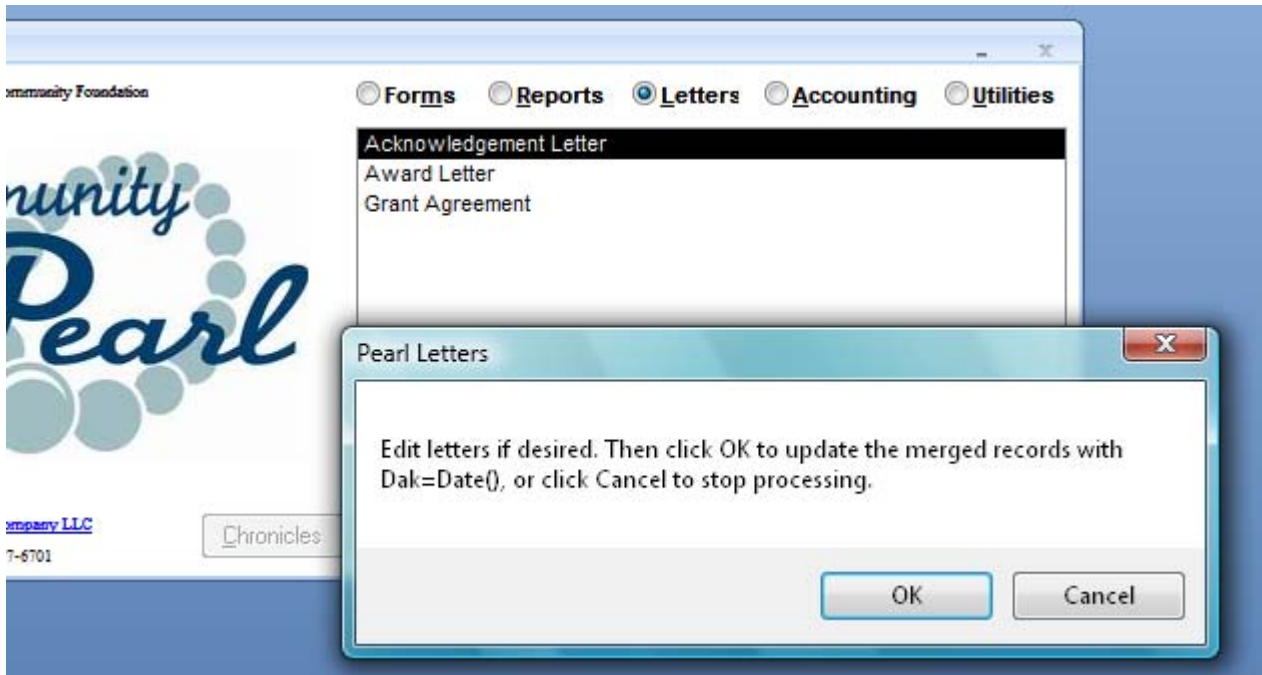 ommunity Foundation
Forms Reports Letters Accounting Utilities
Acknowledgement Letter
Award Letter
Grant Agreement
nunity
Pearl
Pearl Letters
Edit letters if desired. Then click OK to update the merged records with
Dak=Date(), or click Cancel to stop processing.
ompany LLC
7-6701
Chronicles
OK Cancel